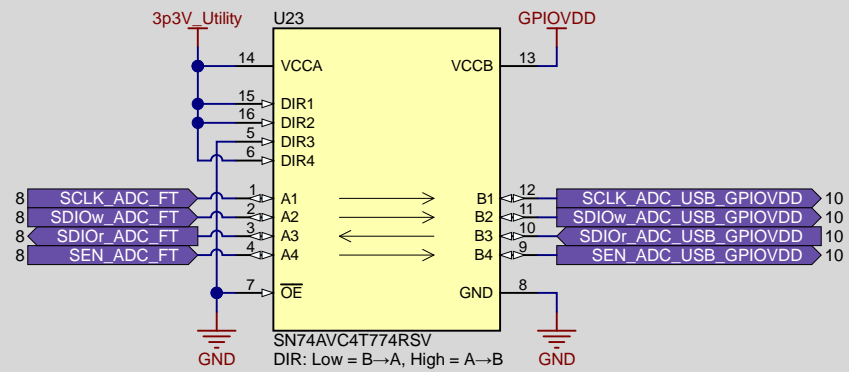 3p3V_Utility U23 GPIOVDD
14 VCCA VCCB 13
15 DIR1
16 DIR2
5 DIR3
6 DIR4
8 SCLK_ADC_FT 1 A1 B1 12 SCLK_ADC_USB_GPIOVDD 10
8 SDIOw_ADC_FT 2 A2 B2 11 SDIOw_ADC_USB_GPIOVDD 10
8 SDIOr_ADC_FT 3 A3 B3 10 SDIOr_ADC_USB_GPIOVDD 10
8 SEN_ADC_FT 4 A4 B4 9 SEN_ADC_USB_GPIOVDD 10
7 OE GND 8
SN74AVC4T774RSV
GND DIR: Low = B→A, High = A→B GND